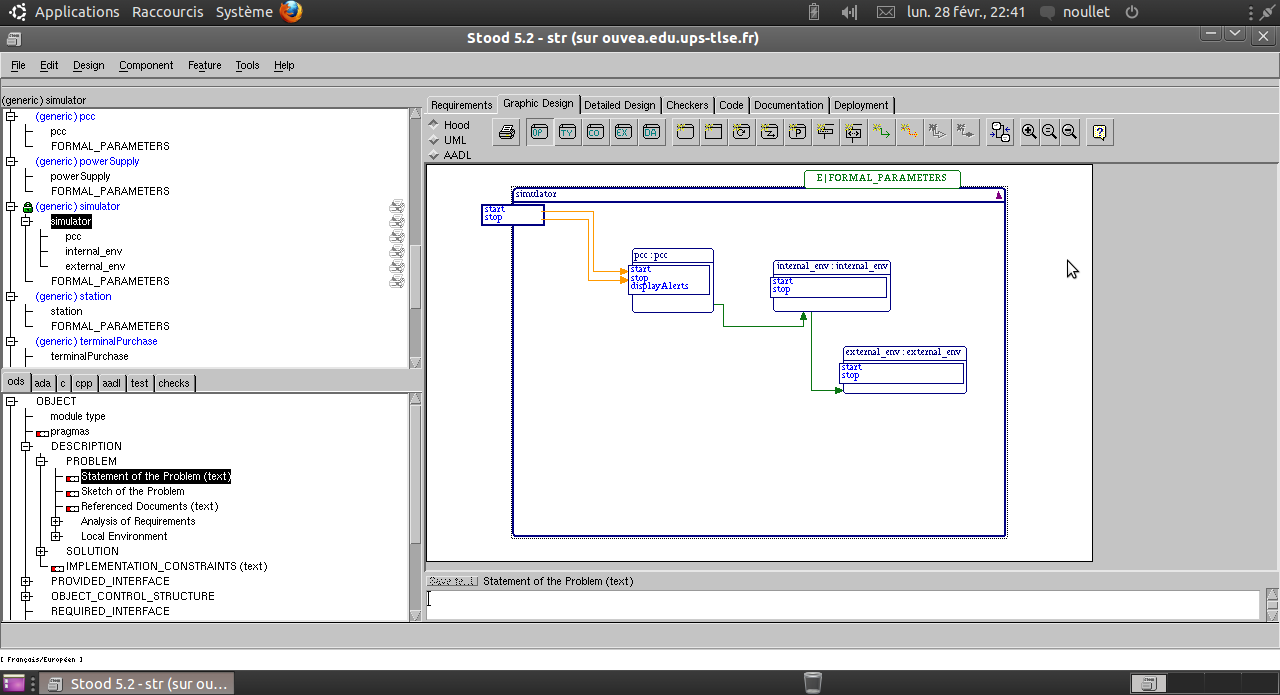 Applications Raccourcis Système lun. 28 févr., 22:41 noullet
Stood 5.2 - str (sur ouvea.edu.ups-tlse.fr)
File Edit Design Component Feature Tools Help
(generic) simulator
(generic) pcc
pcc
FORMAL_PARAMETERS
(generic) powerSupply
powerSupply
FORMAL_PARAMETERS
(generic) simulator
simulator
pcc
internal_env
external_env
FORMAL_PARAMETERS
(generic) station
station
FORMAL_PARAMETERS
(generic) terminalPurchase
terminalPurchase
ods ada c cpp aadl test checks
OBJECT
module type
pragmas
DESCRIPTION
PROBLEM
Statement of the Problem (text)
Sketch of the Problem
Referenced Documents (text)
Analysis of Requirements
Local Environment
SOLUTION
IMPLEMENTATION_CONSTRAINTS (text)
PROVIDED_INTERFACE
OBJECT_CONTROL_STRUCTURE
REQUIRED_INTERFACE
Requirements Graphic Design Detailed Design Checkers Code Documentation Deployment
Hood
UML
AADL
OP TY CO EX DA
E|FORMAL_PARAMETERS
simulator
start
stop
pcc :pcc
start
stop
displayAlerts
internal_env : internal_env
start
stop
external_env : external_env
start
stop
Statement of the Problem (text)
[ Français/Européen ]
Stood 5.2 - str (sur ou...